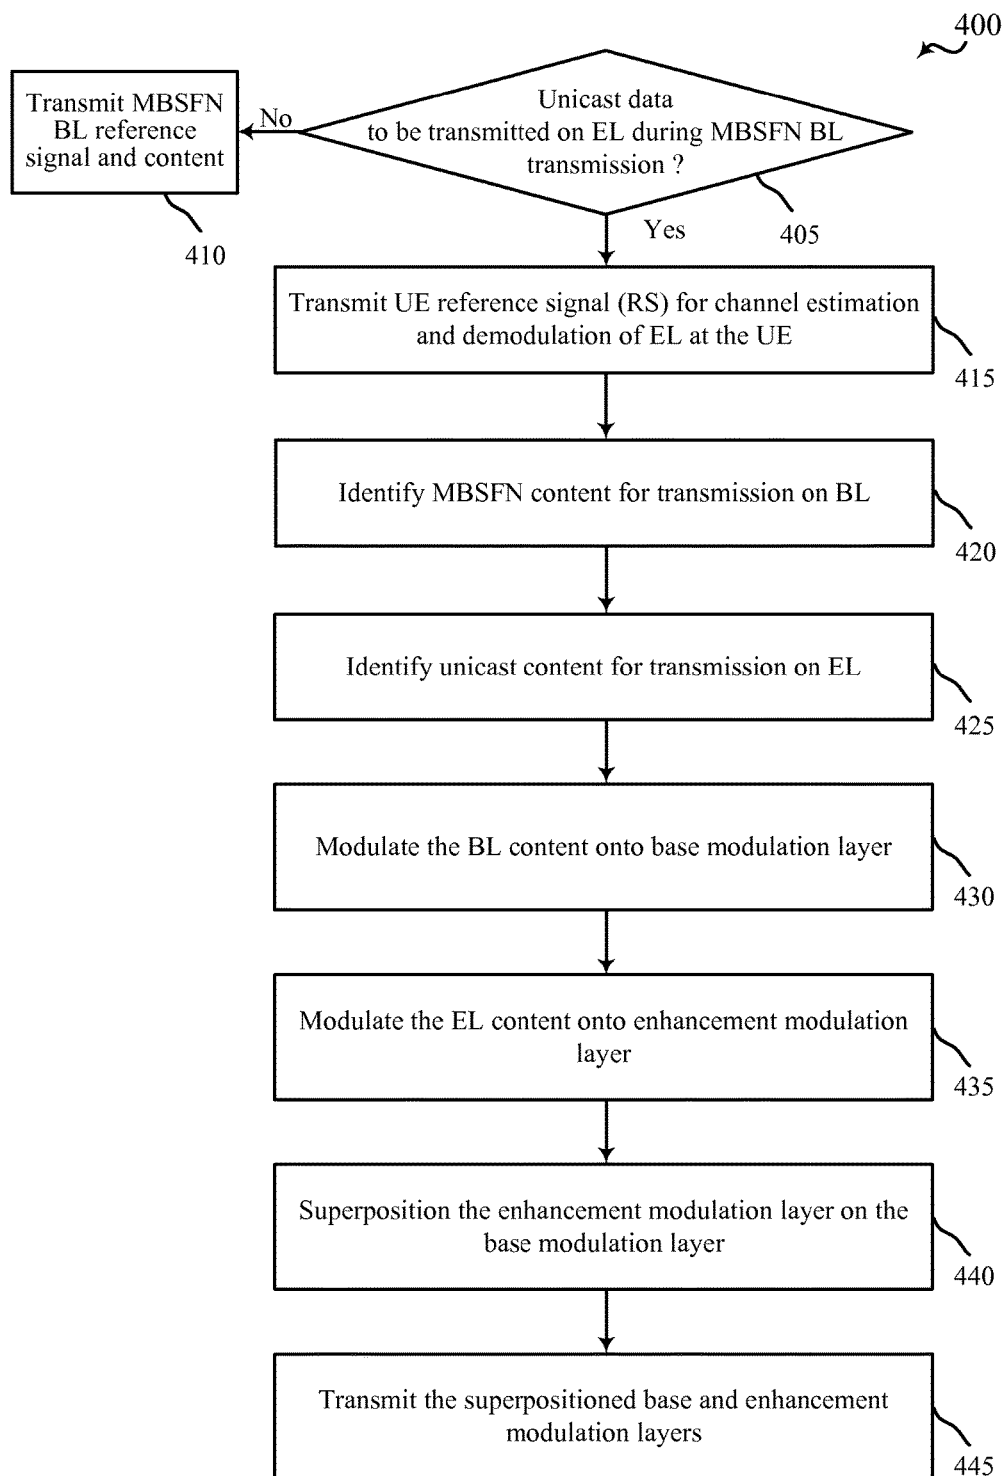 400
Transmit MBSFN
BL reference
signal and content
No
410
Unicast data
to be transmitted on EL during MBSFN BL
transmission ?
405
Yes
Transmit UE reference signal (RS) for channel estimation
and demodulation of EL at the UE
415
Identify MBSFN content for transmission on BL
420
Identify unicast content for transmission on EL
425
Modulate the BL content onto base modulation layer
430
Modulate the EL content onto enhancement modulation
layer
435
Superposition the enhancement modulation layer on the
base modulation layer
440
Transmit the superpositioned base and enhancement
modulation layers
445